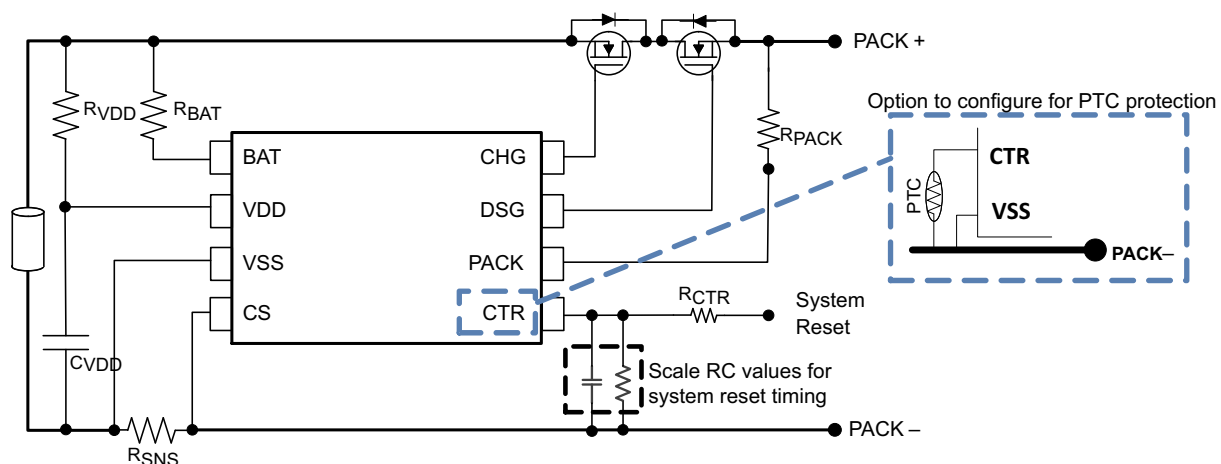 PACK +
Option to configure for PTC protection
RVDD
RBAT
RPACK
BAT
CHG
CTR
PTC
VDD
DSG
VSS
VSS
PACK
PACK–
CS
CTR
RCTR
System
Reset
CVDD
Scale RC values for
system reset timing
RSNS
PACK –